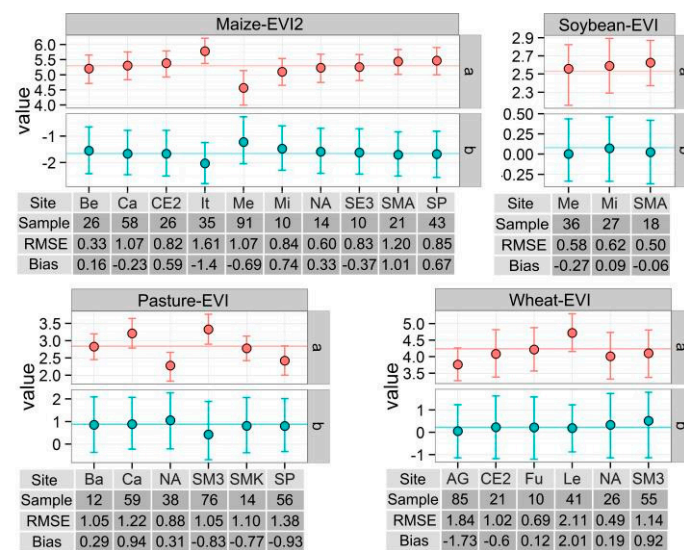 Maize-EVI2
value
6.0
5.5
5.0
4.5
4.0
a
-1
-2
b
Site Be Ca CE2 It Me Mi NA SE3 SMA SP
Sample 26 58 26 35 91 10 14 10 21 43
RMSE 0.33 1.07 0.82 1.61 1.07 0.84 0.60 0.83 1.20 0.85
Bias 0.16 -0.23 0.59 -1.4 -0.69 0.74 0.33 -0.37 1.01 0.67
Soybean-EVI
2.9
2.7
2.5
2.3
a
0.50
0.25
0.00
b
Site Me Mi SMA
Sample 36 27 18
RMSE 0.58 0.62 0.50
Bias -0.27 0.09 -0.06
Pasture-EVI
value
3.5
3.0
2.5
2.0
a
2
1
0
b
Site Ba Ca NA SM3 SMK SP
Sample 12 59 38 76 14 56
RMSE 1.05 1.22 0.88 1.05 1.10 1.38
Bias 0.29 0.94 0.31 -0.83 -0.77 -0.93
Wheat-EVI
value
5.0
4.5
4.0
3.5
a
1
0
-1
b
Site AG CE2 Fu Le NA SM3
Sample 85 21 10 41 26 55
RMSE 1.84 1.02 0.69 2.11 0.49 1.14
Bias -1.73 -0.6 0.12 2.01 0.19 0.92